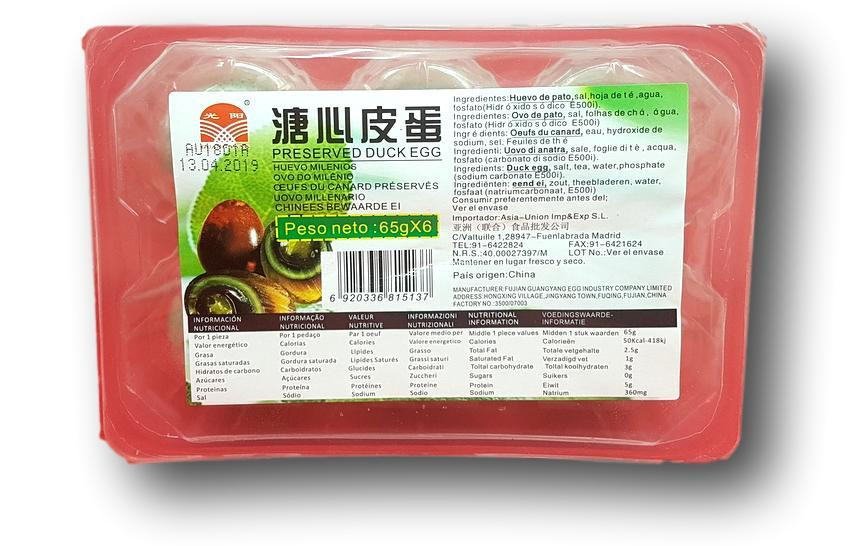 光 阳
®
AU1801A
13.04.2019
溏心皮蛋
PRESERVED DUCK EGG
HUEVO MILENIOS
OVO DO MILÉNIO
ŒUFS DU CANARD PRÉSERVÉS
UOVO MILLENARIO
CHINEES BEWAARDE EI
Peso neto :65gX6
6 920336 815137
Ingredientes:Huevo de pato,sal,hoja de té,agua,
fosfato(Hidróxido sódico E500i).
Ingredientes: Ovo de pato, sal, folhas de chá, água,
fosfato (Hidróxido sódico E500i)
Ingrédients: Oeufs du canard, eau, hydroxide de
sodium, sel. Feuilles de thé
Ingredienti: Uovo di anatra, sale, foglie di tè, acqua,
fosfato (carbonato di sodio E500i).
Ingredients: Duck egg, salt, tea, water,phosphate
(sodium carbonate E500i).
Ingrediënten: eend ei, zout, theebladeren, water,
fosfat (natriumcarbonaat, E500i)
Consumir preferentemente antes del;
Ver el envase
Importador:Asia-Union Imp&Exp S.L.
亚洲（联合）食品批发公司
C/Valtuille 1,28947-Fuenlabrada Madrid
TEL:91-6422824 FAX:91-6421624
N.R.S.:40.00027397/M LOT No.:Ver el envase
Mantener en lugar fresco y seco.
País origen:China
MANUFACTURER:FUJIAN GUANGYANG EGG INDUSTRY COMPANY LIMITED
ADDRESS:HONGXING VILLAGE,JINGYANG TOWN,FUQING,FUJIAN,CHINA
FACTORY NO.:3500/07003
INFORMACIÓN NUTRICIONAL INFORMAÇÃO NUTRICIONAL VALEUR NUTRITIVE INFORMAZIONI NUTRIZIONALI NUTRITIONAL INFORMATION VOEDINGSWAARDE-INFORMATIE
Por 1 pieza Por 1 pedaço Par 1 oeuf Valore medio per Middle 1 piece values Midden 1 stuk waarden 65g
Valor energético Calorias Calories Valore energetico Calories Calorieën 50Kcal-418kj
Grasa Gordura Lipides Grasso Total Fat Totale vetgehalte 2.5g
Grasas saturadas Gordura saturada Lipides Saturés Grassi saturi Saturated Fat Verzadigd vet 1g
Hidratos de carbono Carboidratos Glucides Carboidrati Toltal carbohydrate Toltal koolhydraten 3g
Azúcares Açúcares Sucres Zuccheri Sugars Suikers 0g
Proteinas Proteína Protéines Proteine Protein Eiwit 5g
Sal Sódio Sodium Sodio Sodium Natrium 360mg